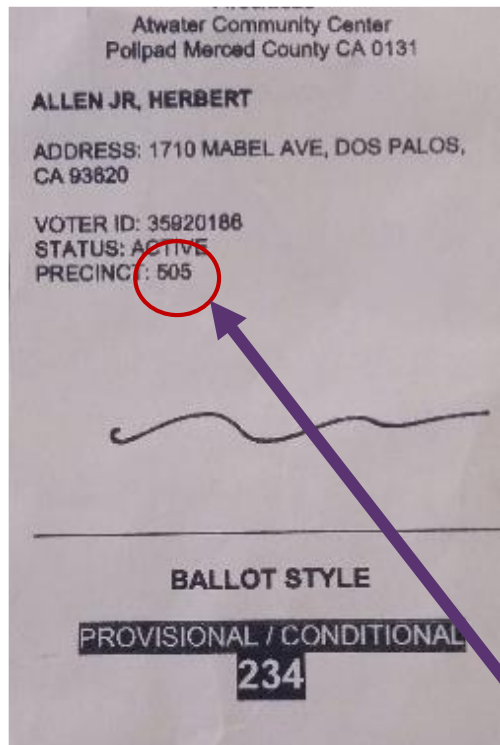 Atwater Community Center
Pollpad Merced County CA 0131
ALLEN JR, HERBERT
ADDRESS: 1710 MABEL AVE, DOS PALOS,
CA 93620
VOTER ID: 35920186
STATUS: ACTIVE
PRECINCT: 505
BALLOT STYLE
PROVISIONAL / CONDITIONAL
234